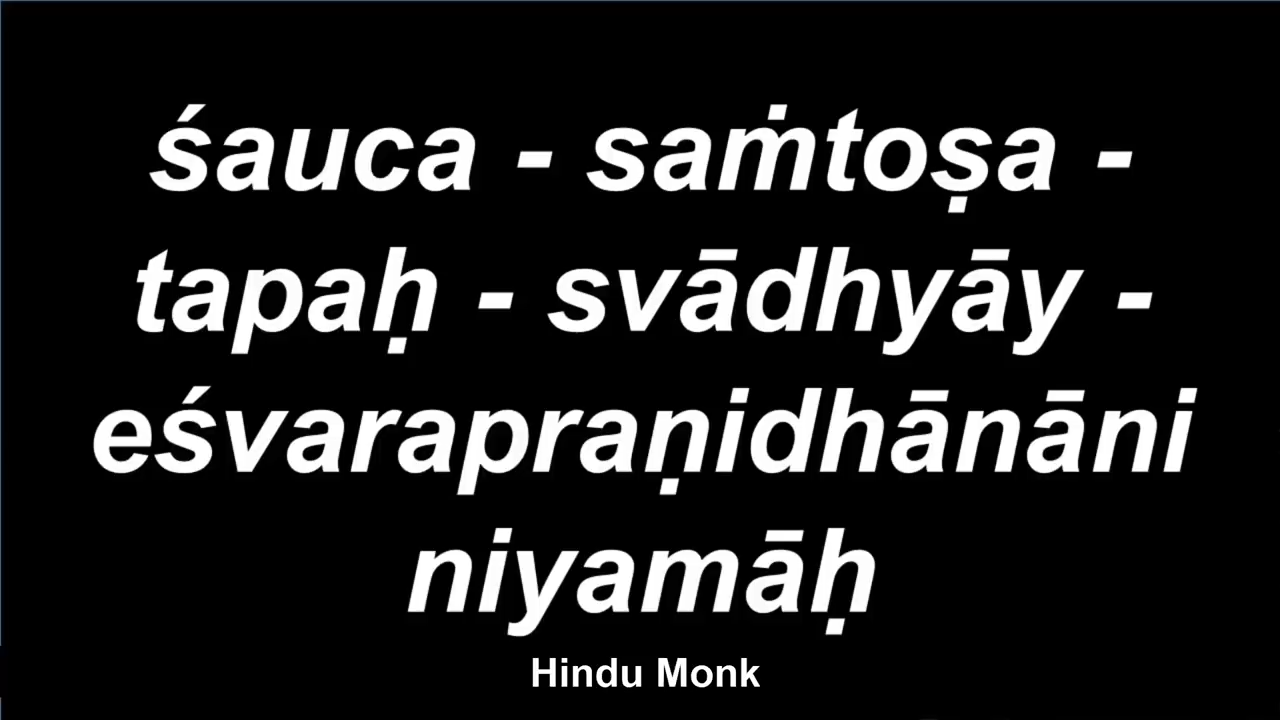 śauca - saṁtoṣa -
tapaḥ - svādhyāy -
eśvarapraṇidhānāni
niyamāḥ
Hindu Monk